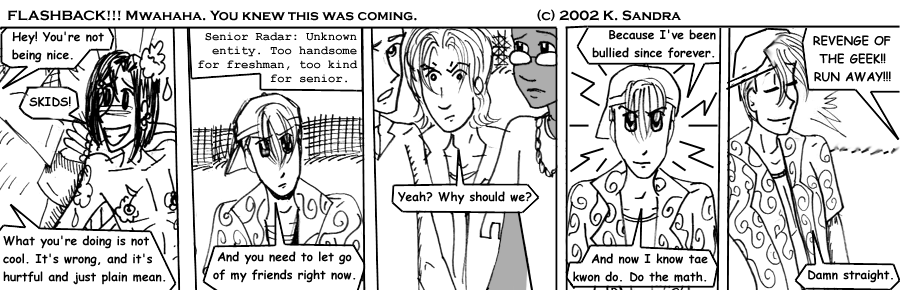 FLASHBACK!!! MWAHAHA. YOU KNEW THIS WAS COMING.
(c) 2002 K. SANDRA
Hey! You're not
being nice.
SKIDS!
What you're doing is not
cool. It's wrong, and it's
hurtful and just plain mean.
Senior Radar: Unknown
entity. Too handsome
for freshman, too kind
for senior.
And you need to let go
of my friends right now.
Yeah? Why should we?
Because I've been
bullied since forever.
And now I know tae
kwon do. Do the math.
REVENGE OF
THE GEEK!!
RUN AWAY!!!
Damn straight.